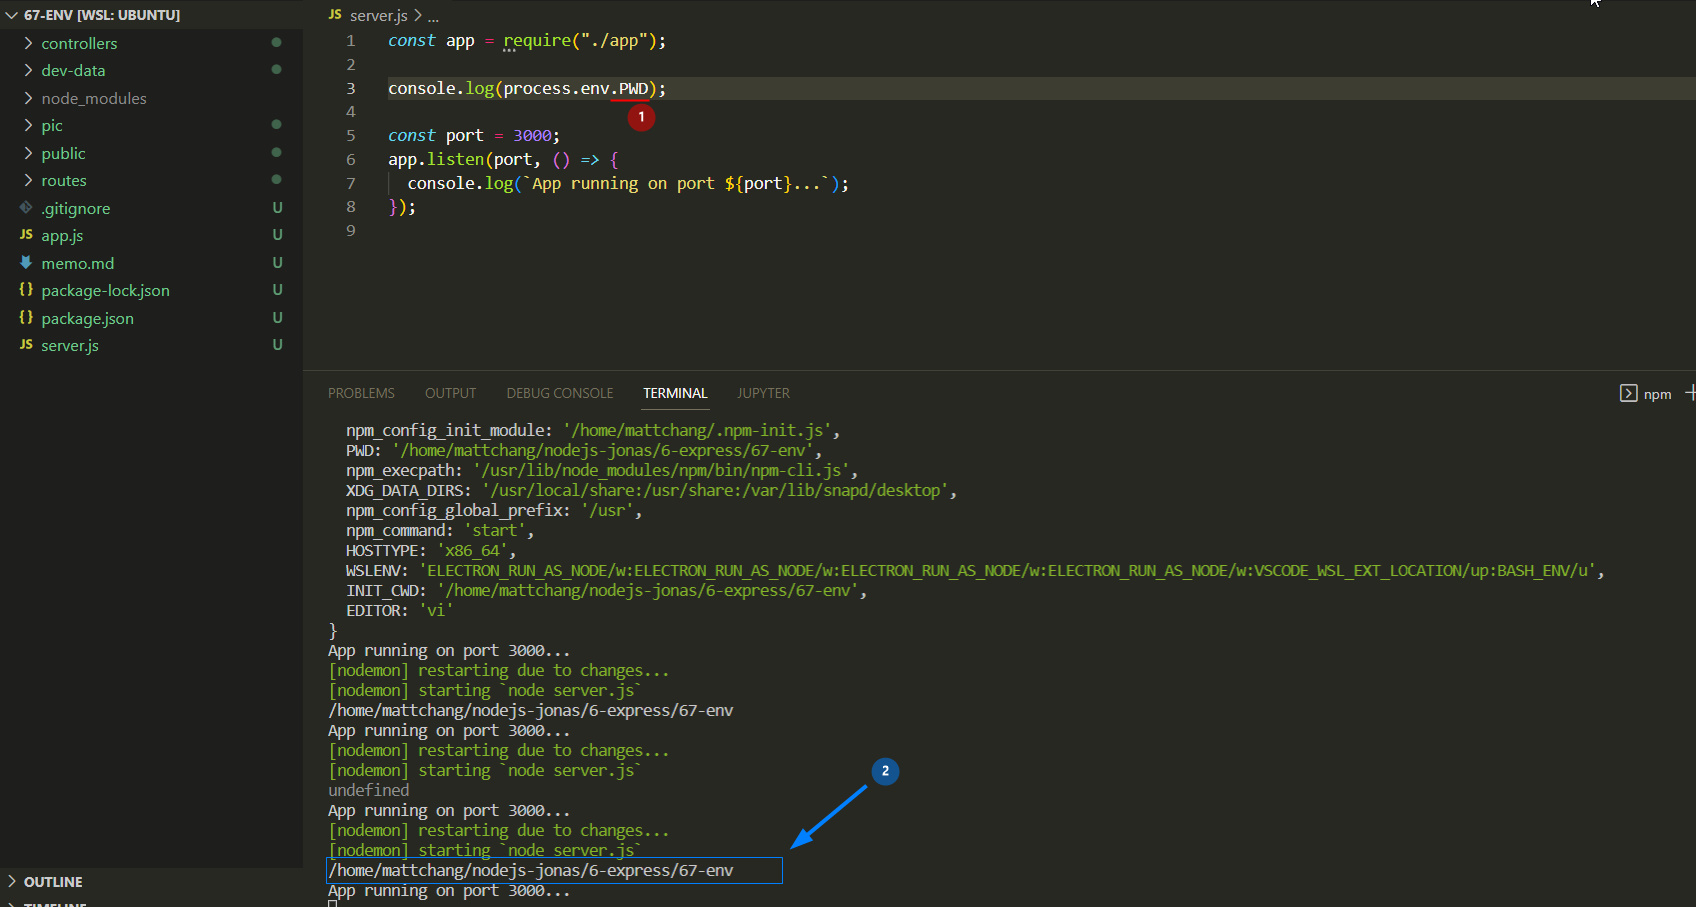 67-ENV [WSL: UBUNTU]
controllers
dev-data
node_modules
pic
public
routes
.gitignore U
JS app.js U
memo.md U
{} package-lock.json U
{} package.json U
JS server.js U
OUTLINE
TIMELINE
JS server.js > ...
1 const app = require("./app");
2
3 console.log(process.env.PWD);
1
4
5 const port = 3000;
6 app.listen(port, () => {
7 console.log(`App running on port ${port}...`);
8 });
9
PROBLEMS OUTPUT DEBUG CONSOLE TERMINAL JUPYTER npm
npm_config_init_module: '/home/mattchang/.npm-init.js',
PWD: '/home/mattchang/nodejs-jonas/6-express/67-env',
npm_execpath: '/usr/lib/node_modules/npm/bin/npm-cli.js',
XDG_DATA_DIRS: '/usr/local/share:/usr/share:/var/lib/snapd/desktop',
npm_config_global_prefix: '/usr',
npm_command: 'start',
HOSTTYPE: 'x86_64',
WSLENV: 'ELECTRON_RUN_AS_NODE/w:ELECTRON_RUN_AS_NODE/w:ELECTRON_RUN_AS_NODE/w:ELECTRON_RUN_AS_NODE/w:VSCODE_WSL_EXT_LOCATION/up:BASH_ENV/u',
INIT_CWD: '/home/mattchang/nodejs-jonas/6-express/67-env',
EDITOR: 'vi'
}
App running on port 3000...
[nodemon] restarting due to changes...
[nodemon] starting `node server.js`
/home/mattchang/nodejs-jonas/6-express/67-env
App running on port 3000...
[nodemon] restarting due to changes...
[nodemon] starting `node server.js`
2
undefined
App running on port 3000...
[nodemon] restarting due to changes...
[nodemon] starting `node server.js`
/home/mattchang/nodejs-jonas/6-express/67-env
App running on port 3000...